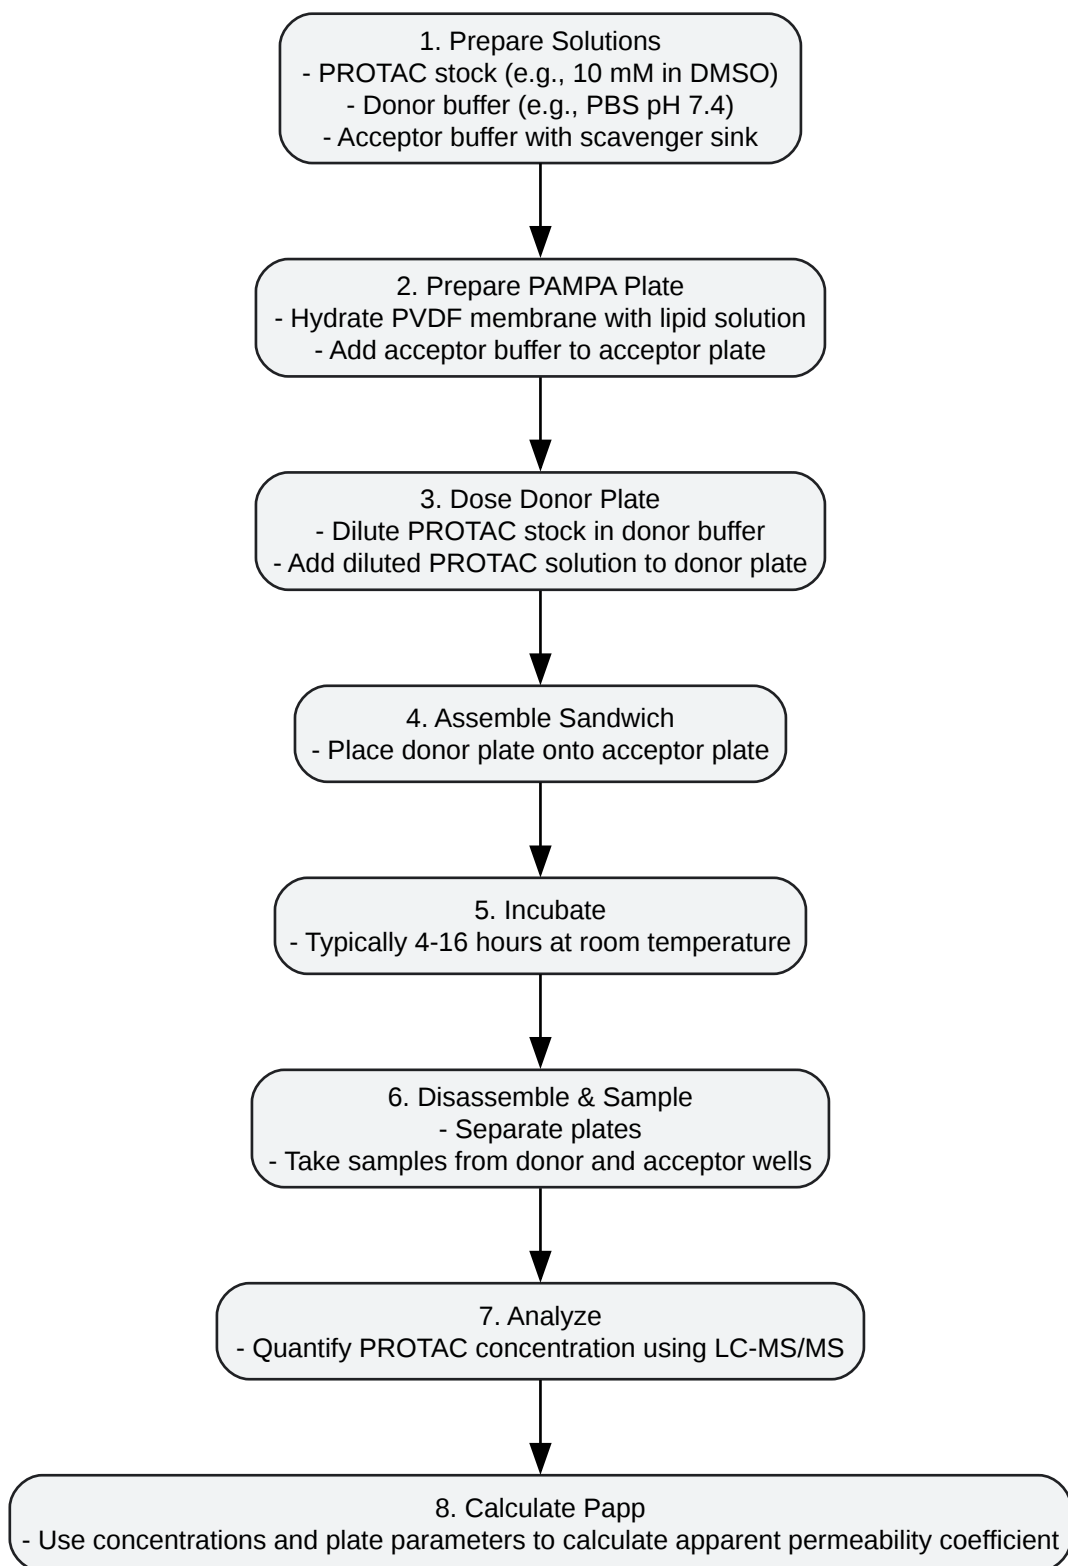 1. Prepare Solutions
- PROTAC stock (e.g., 10 mM in DMSO)
- Donor buffer (e.g., PBS pH 7.4)
- Acceptor buffer with scavenger sink
2. Prepare PAMPA Plate
- Hydrate PVDF membrane with lipid solution
- Add acceptor buffer to acceptor plate
3. Dose Donor Plate
- Dilute PROTAC stock in donor buffer
- Add diluted PROTAC solution to donor plate
4. Assemble Sandwich
- Place donor plate onto acceptor plate
5. Incubate
- Typically 4-16 hours at room temperature
6. Disassemble & Sample
- Separate plates
- Take samples from donor and acceptor wells
7. Analyze
- Quantify PROTAC concentration using LC-MS/MS
8. Calculate Papp
- Use concentrations and plate parameters to calculate apparent permeability coefficient